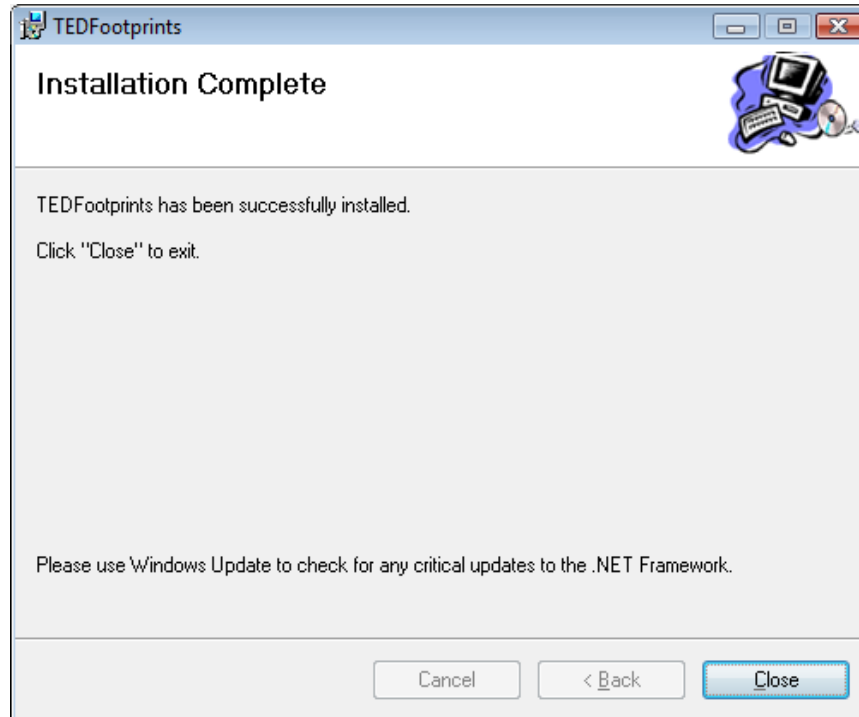 TEDFootprints
Installation Complete
TEDFootprints has been successfully installed.
Click "Close" to exit.
Please use Windows Update to check for any critical updates to the .NET Framework.
Cancel
< Back
Close